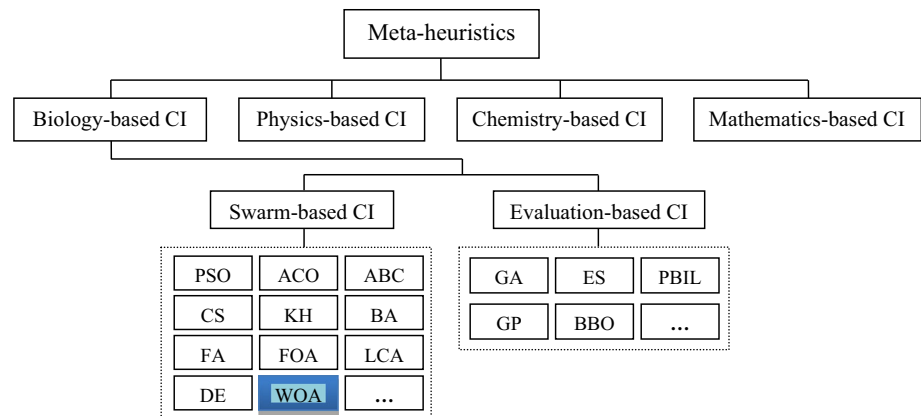 Meta-heuristics
Biology-based CI Physics-based CI Chemistry-based CI Mathematics-based CI
Swarm-based CI Evaluation-based CI
PSO ACO ABC
CS KH BA
FA FOA LCA
DE WOA ...
GA ES PBIL
GP BBO ...